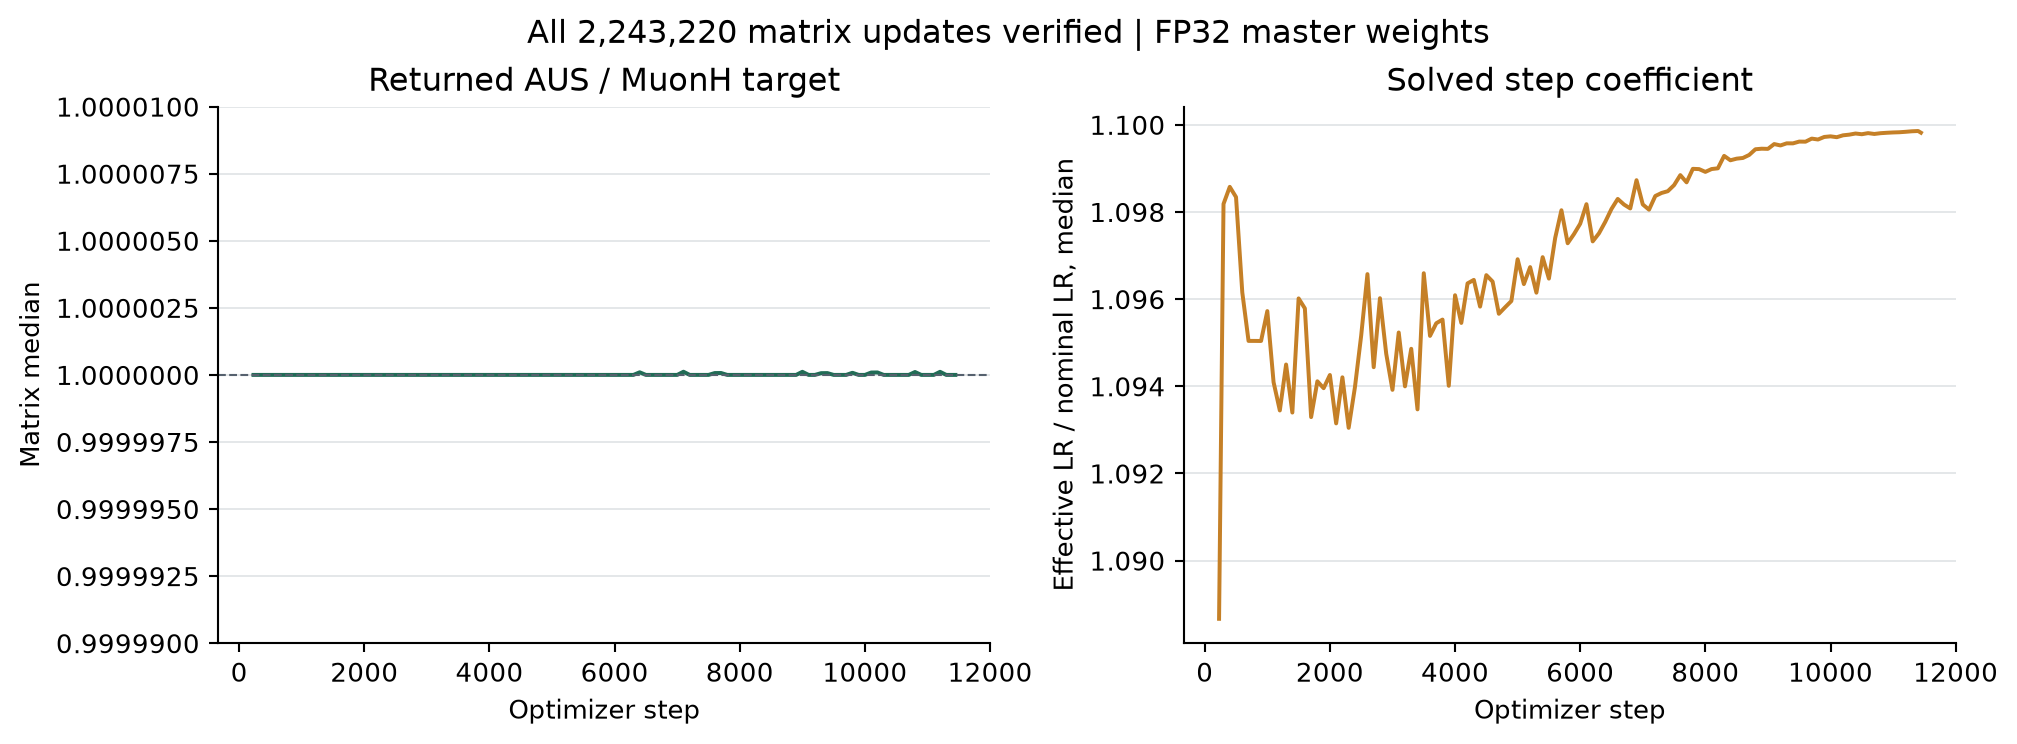 All 2,243,220 matrix updates verified | FP32 master weights
Returned AUS / MuonH target
Matrix median
1.0000100
1.0000075
1.0000050
1.0000025
1.0000000
0.9999975
0.9999950
0.9999925
0.9999900
0 2000 4000 6000 8000 10000 12000
Optimizer step
Solved step coefficient
Effective LR / nominal LR, median
1.100
1.098
1.096
1.094
1.092
1.090
0 2000 4000 6000 8000 10000 12000
Optimizer step